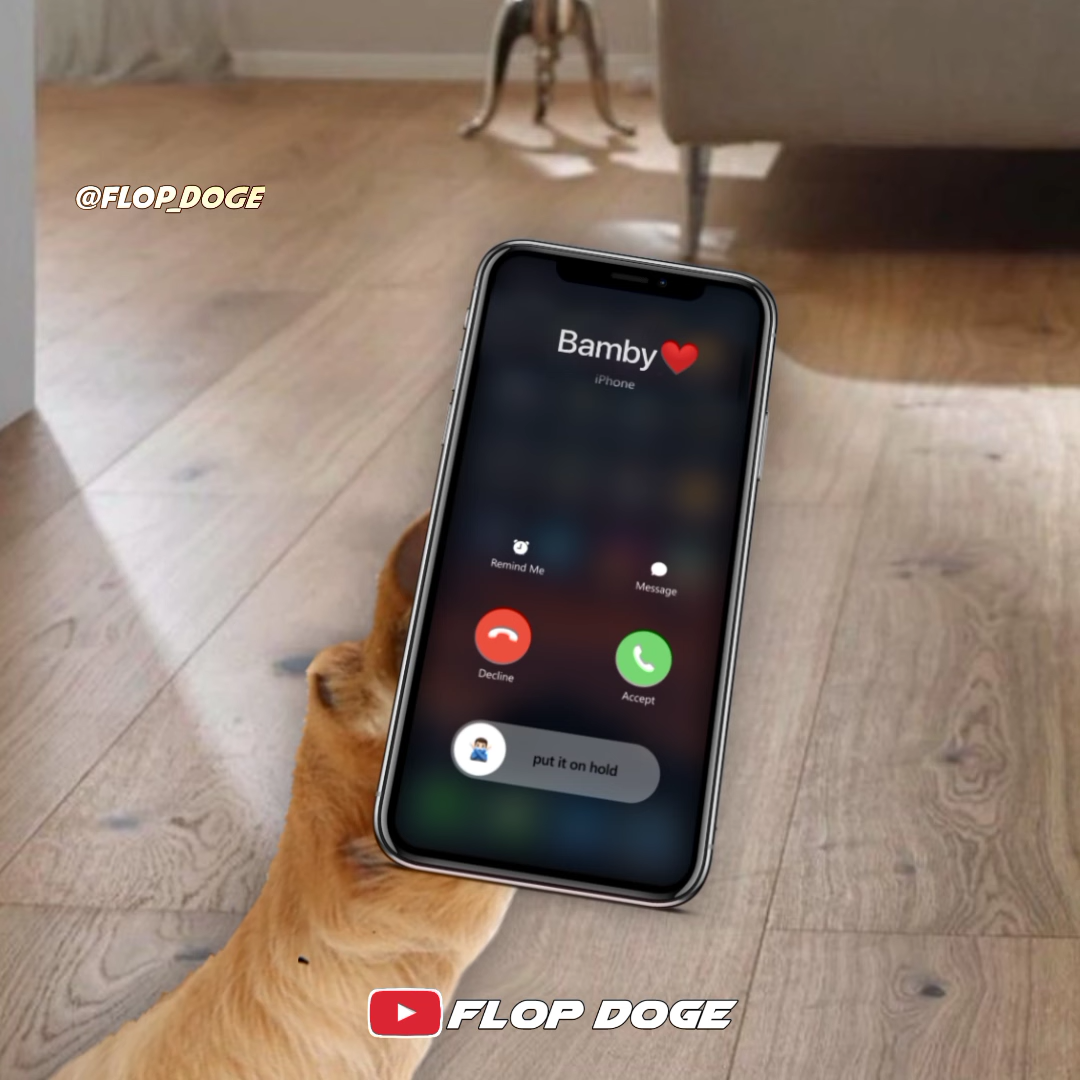 @FLOP_DOGE
Bamby❤️
iPhone
Remind Me
Message
Decline
Accept
put it on hold
FLOP DOGE